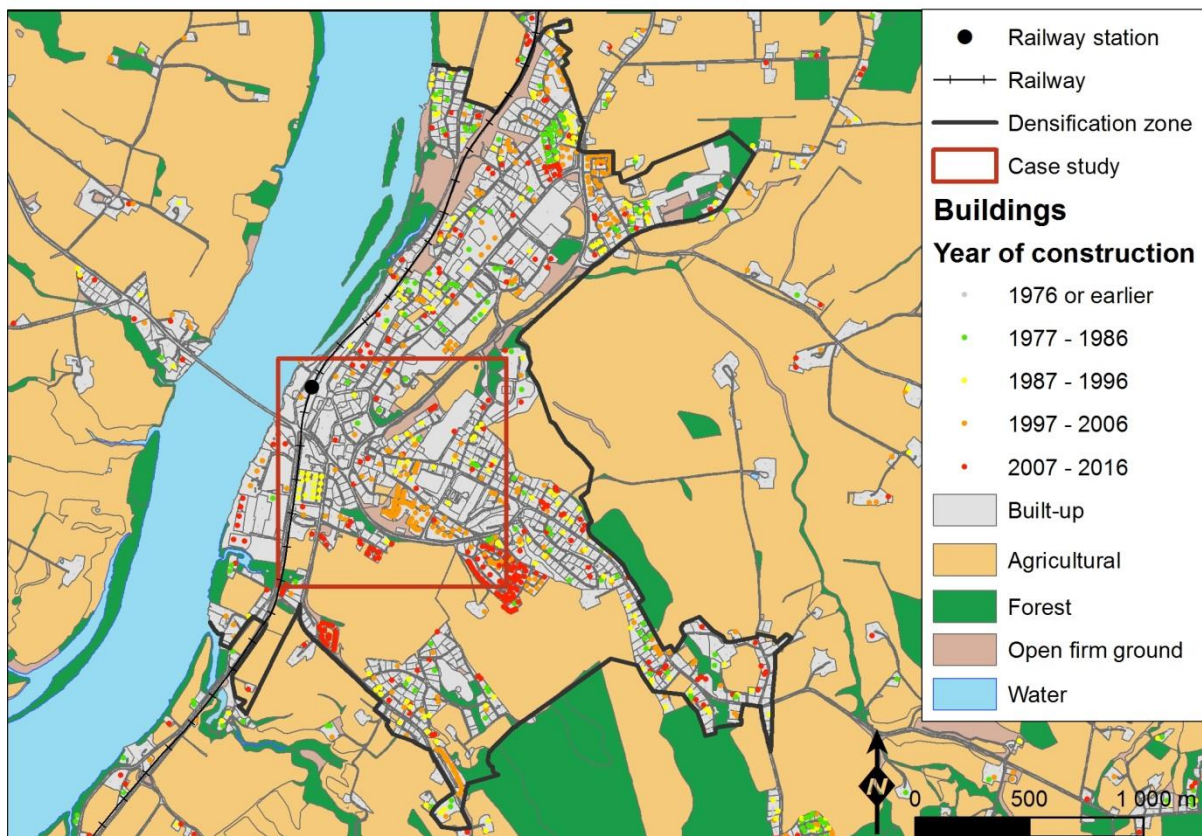 Railway station
Railway
Densification zone
Case study
Buildings
Year of construction
1976 or earlier
1977 - 1986
1987 - 1996
1997 - 2006
2007 - 2016
Built-up
Agricultural
Forest
Open firm ground
Water
N
0 500 1 000 m